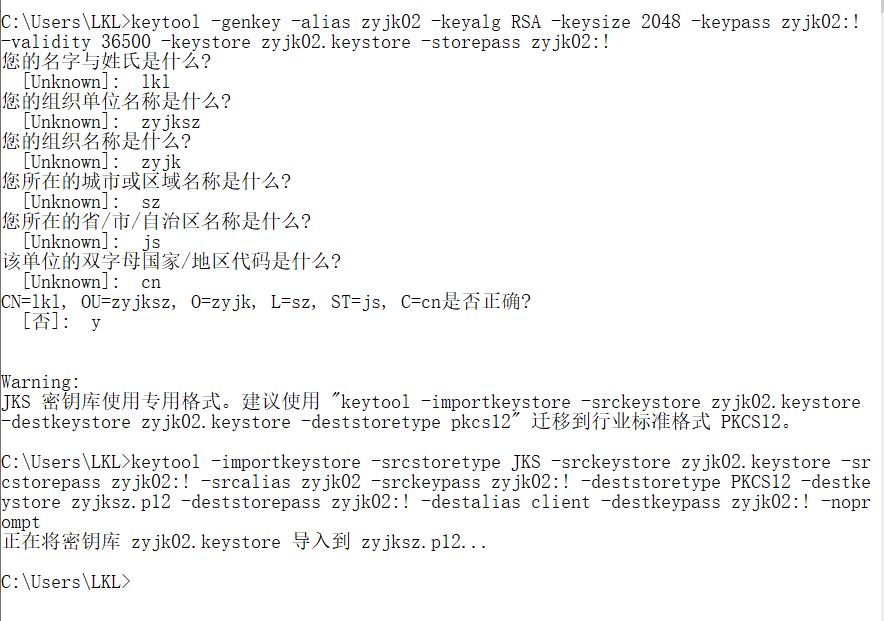 C:\Users\LKL>keytool -genkey -alias zyjk02 -keyalg RSA -keysize 2048 -keypass zyjk02:!
-validity 36500 -keystore zyjk02.keystore -storepass zyjk02:!
您的名字与姓氏是什么?
[Unknown]: lkl
您的组织单位名称是什么?
[Unknown]: zyjksz
您的组织名称是什么?
[Unknown]: zyjk
您所在的城市或区域名称是什么?
[Unknown]: sz
您所在的省/市/自治区名称是什么?
[Unknown]: js
该单位的双字母国家/地区代码是什么?
[Unknown]: cn
CN=lkl, OU=zyjksz, O=zyjk, L=sz, ST=js, C=cn是否正确?
[否]: y
Warning:
JKS 密钥库使用专用格式。建议使用 "keytool -importkeystore -srckeystore zyjk02.keystore
-destkeystore zyjk02.keystore -deststoretype pkcs12" 迁移到行业标准格式 PKCS12。
C:\Users\LKL>keytool -importkeystore -srcstoretype JKS -srckeystore zyjk02.keystore -sr
cstorepass zyjk02:! -srcalias zyjk02 -srckeypass zyjk02:! -deststoretype PKCS12 -destke
ystore zyjksz.p12 -deststorepass zyjk02:! -destalias client -destkeypass zyjk02:! -nopr
ompt
正在将密钥库 zyjk02.keystore 导入到 zyjksz.p12...
C:\Users\LKL>